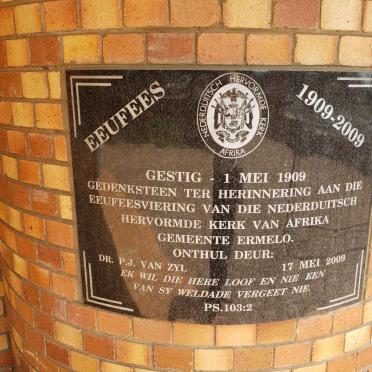 EEUFEES
1909-2009
NEDERDUITSCH HERVORMDE KERK
AFRIKA
GESTIG - 1 MEI 1909
GEDENKSTEEN TER HERINNERING AAN DIE
EEUFEESVIERING VAN DIE NEDERDUITSCH
HERVORMDE KERK VAN AFRIKA
GEMEENTE ERMELO.
ONTHUL DEUR:
DR. P.J. VAN ZYL 17 MEI 2009
EK WIL DIE HERE LOOF EN NIE EEN
VAN SY WELDADE VERGEET NIE
PS.103:2